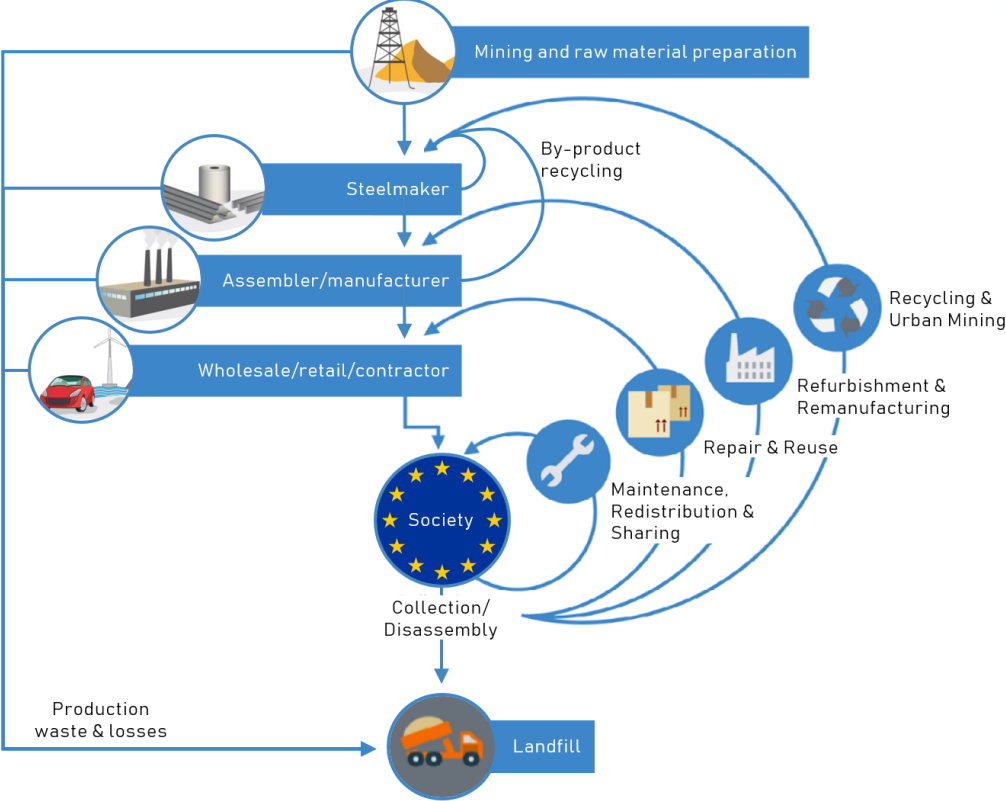 Mining and raw material preparation
By-product
recycling
Steelmaker
Assembler/manufacturer
Recycling &
Urban Mining
Wholesale/retail/contractor
Refurbishment &
Remanufacturing
Repair & Reuse
Maintenance,
Redistribution &
Sharing
Society
Collection/
Disassembly
Production
waste & losses
Landfill